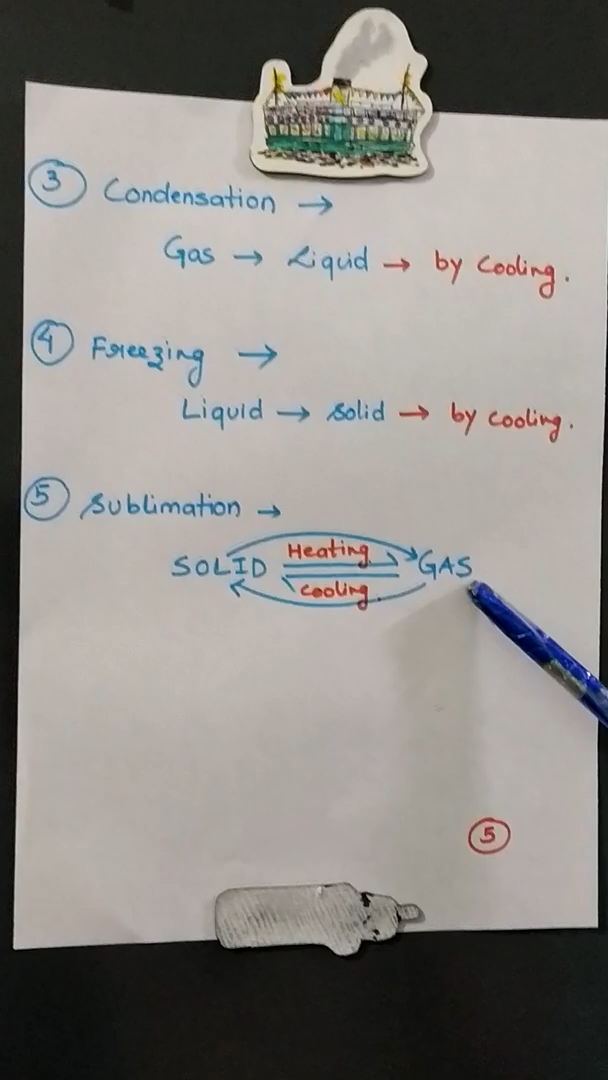 3 Condensation →
Gas → Liquid → by Cooling.
4 Freezing →
Liquid → Solid → by Cooling.
5 Sublimation →
SOLID Heating GAS
Cooling
5